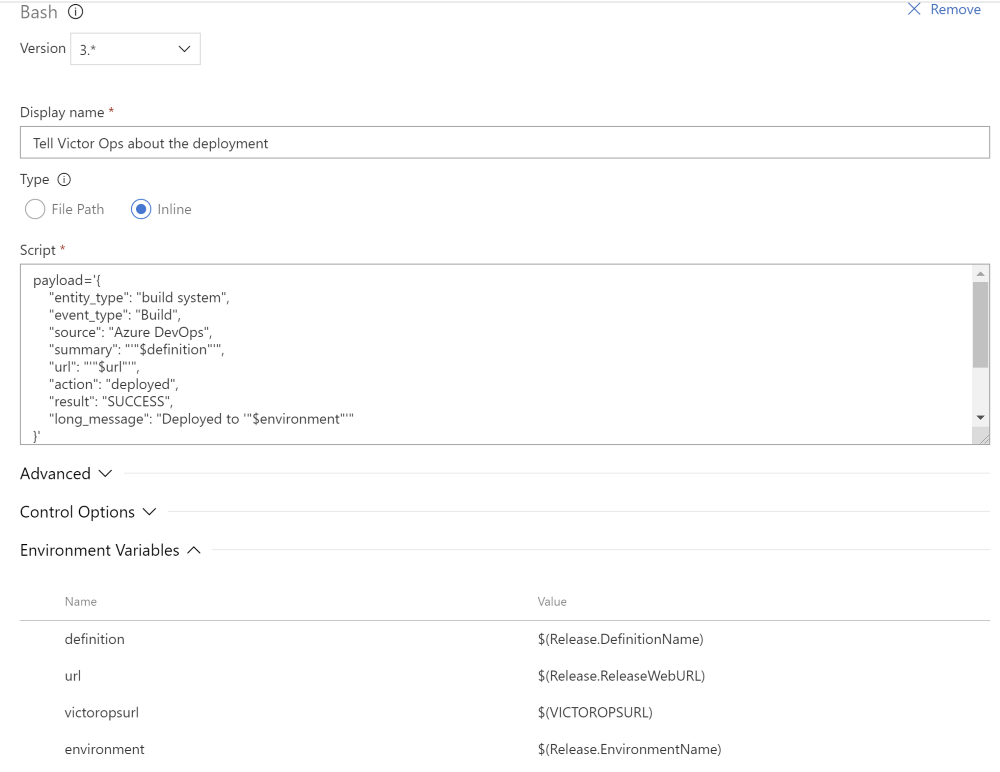 Bash
Remove
Version 3.*
Display name *
Tell Victor Ops about the deployment
Type
File Path Inline
Script *
payload='{
"entity_type": "build system",
"event_type": "Build",
"source": "Azure DevOps",
"summary": "'"$definition"'",
"url": "'"$url"'",
"action": "deployed",
"result": "SUCCESS",
"long_message": "Deployed to '"$environment"'"
}'
Advanced
Control Options
Environment Variables
Name Value
definition $(Release.DefinitionName)
url $(Release.ReleaseWebURL)
victoropsurl $(VICTOROPSURL)
environment $(Release.EnvironmentName)